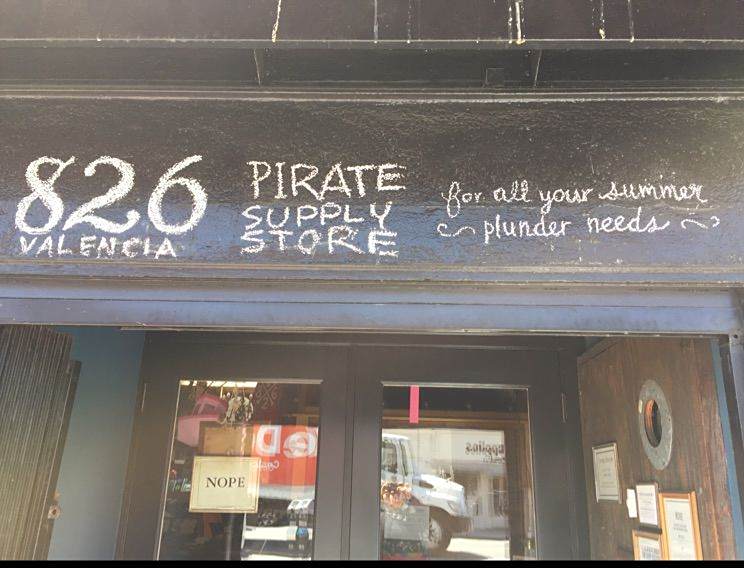 826
VALENCIA
PIRATE
SUPPLY
STORE
for all your summer
plunder needs
NOPE